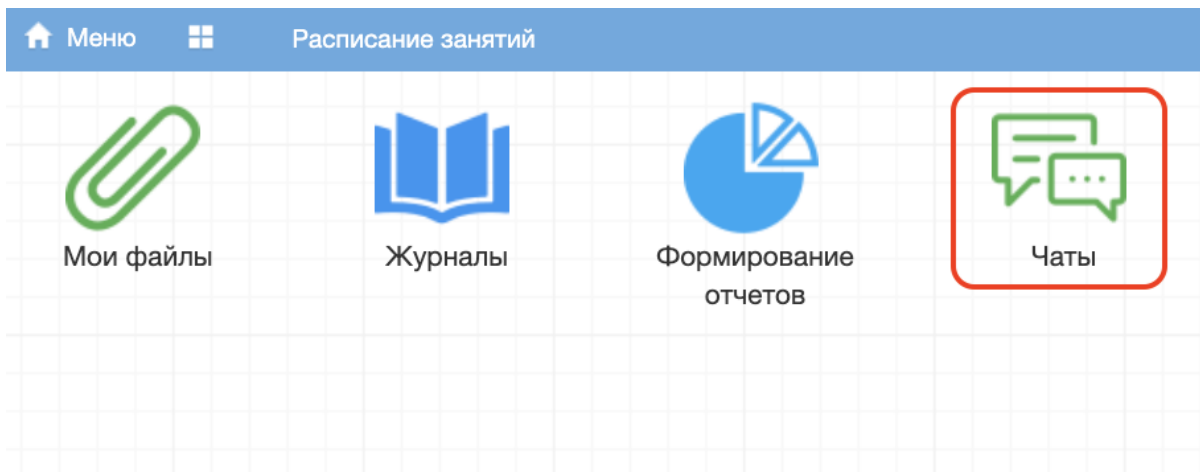 Меню
Расписание занятий
Мои файлы
Журналы
Формирование
отчетов
Чаты